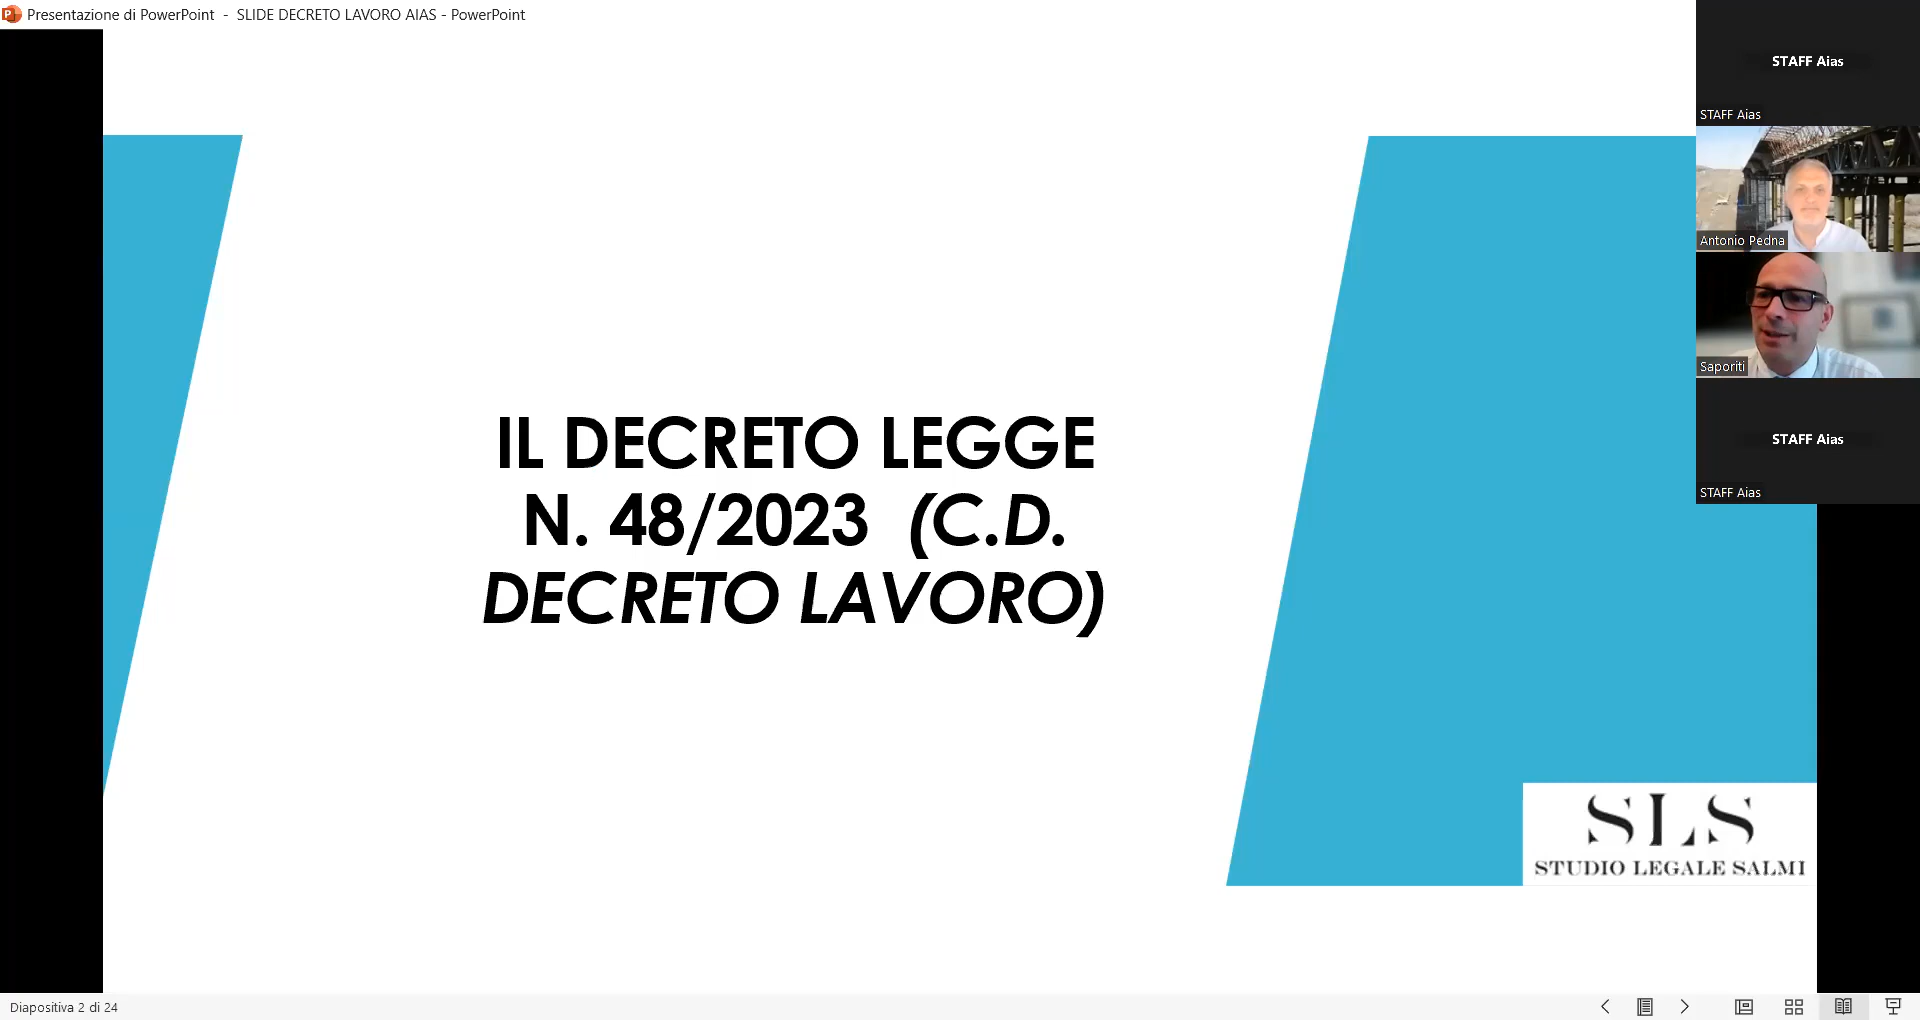 Presentazione di PowerPoint - SLIDE DECRETO LAVORO AIAS - PowerPoint
STAFF Aias
STAFF Aias
Antonio Pedna
Saporiti
STAFF Aias
STAFF Aias
IL DECRETO LEGGE
N. 48/2023 (C.D.
DECRETO LAVORO)
SLS
STUDIO LEGALE SALMI
Diapositiva 2 di 24